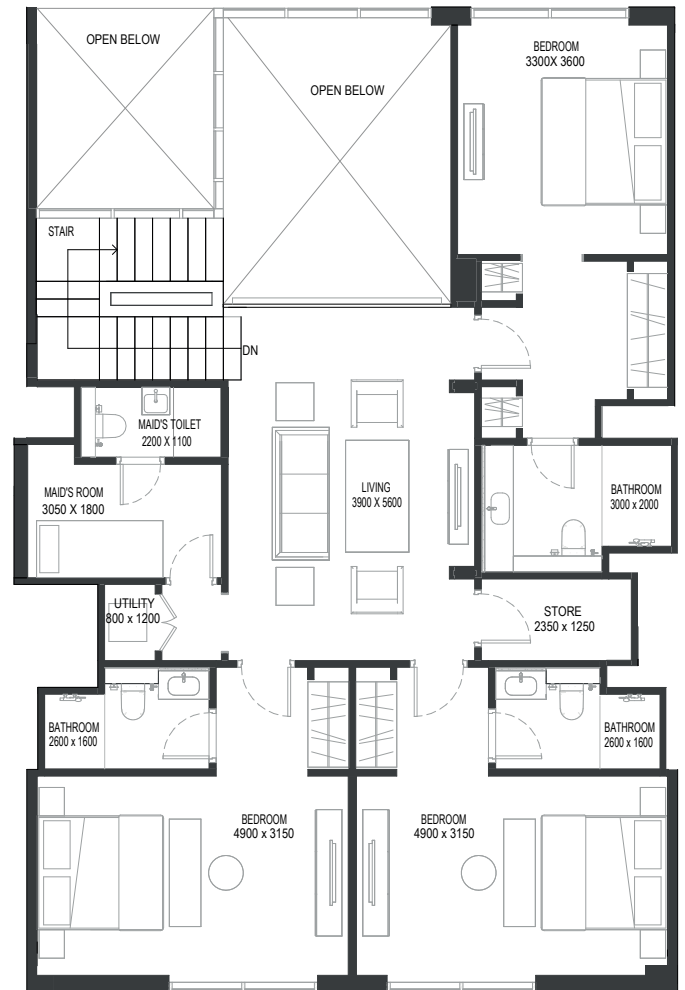 OPEN BELOW
BEDROOM
3300X 3600
OPEN BELOW
STAIR
DN
MAID'S TOILET
2200 X 1100
LIVING
3900 X 5600
MAID'S ROOM
3050 X 1800
BATHROOM
3000 x 2000
UTILITY
800 x 1200
STORE
2350 x 1250
BATHROOM
2600 x 1600
BATHROOM
2600 x 1600
BEDROOM
4900 x 3150
BEDROOM
4900 x 3150